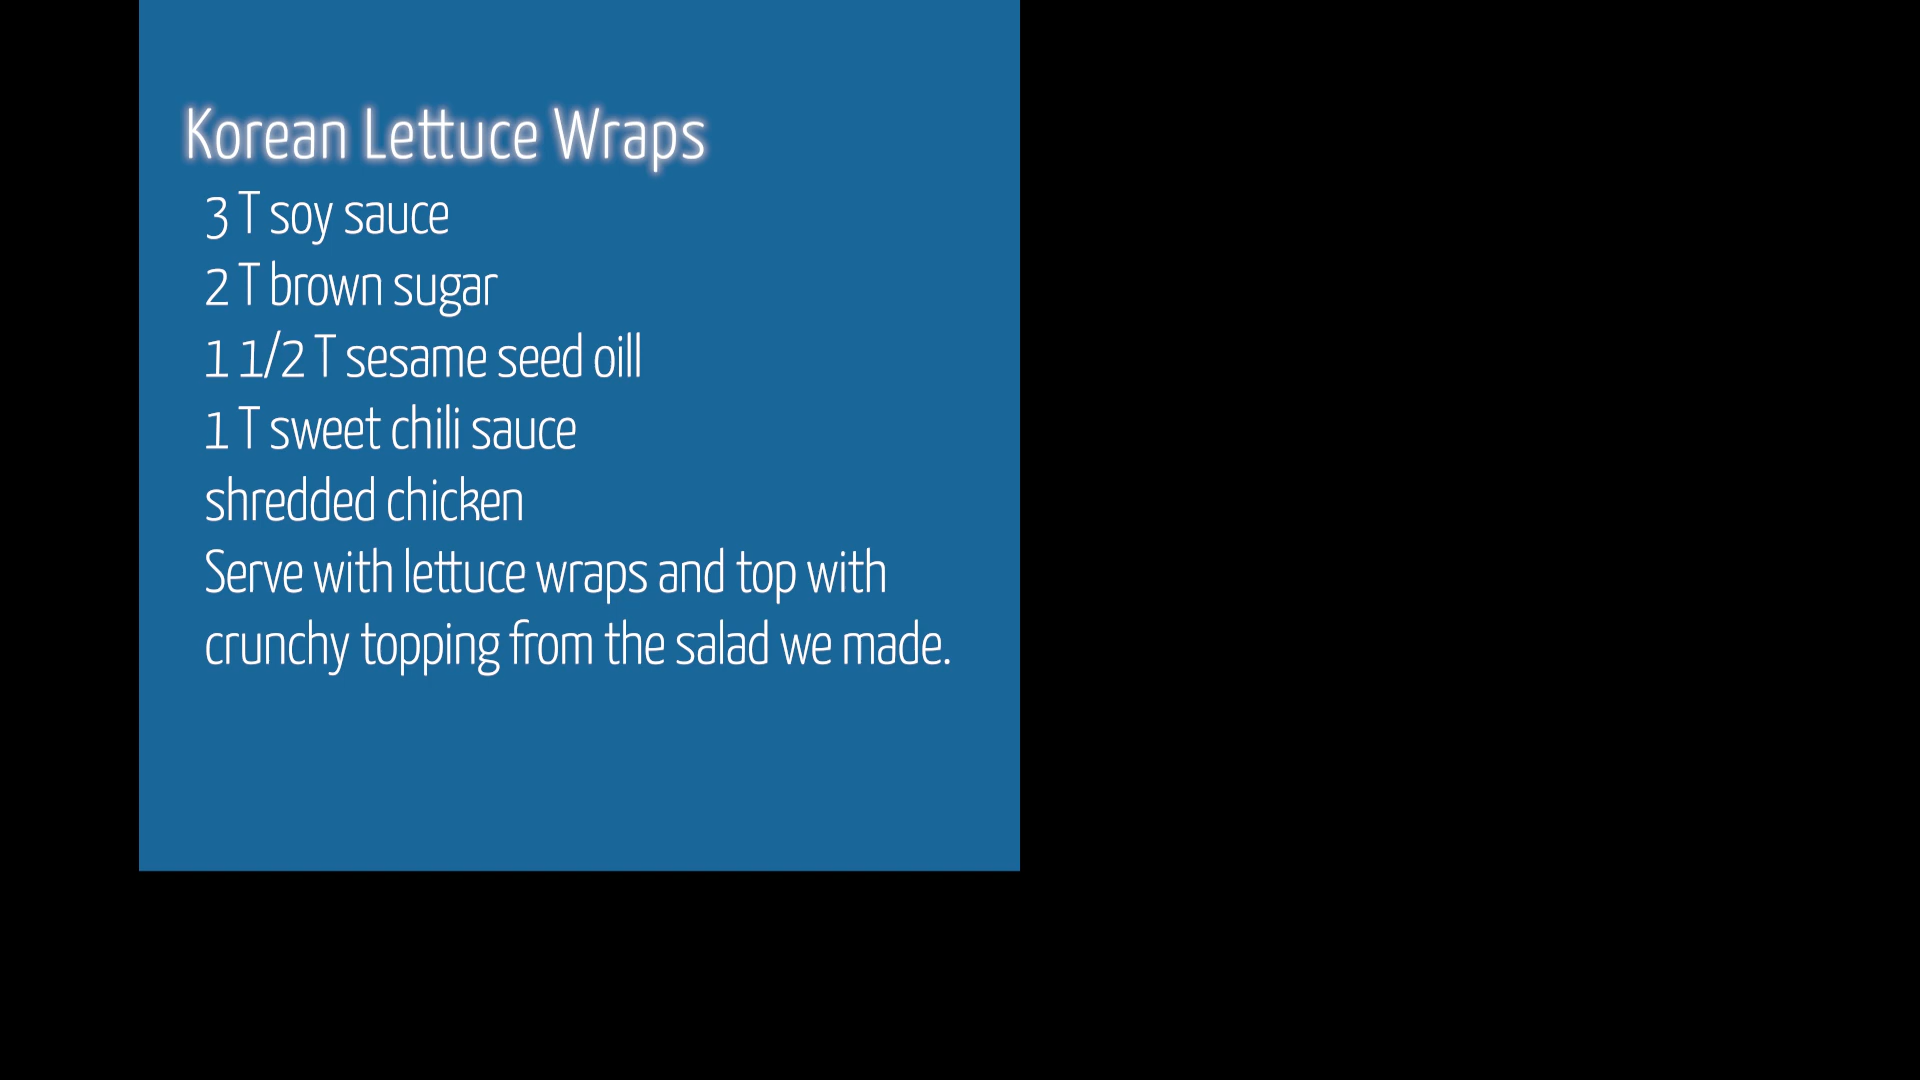 Korean Lettuce Wraps
3 T soy sauce
2 T brown sugar
1 1/2 T sesame seed oill
1 T sweet chili sauce
shredded chicken
Serve with lettuce wraps and top with
crunchy topping from the salad we made.